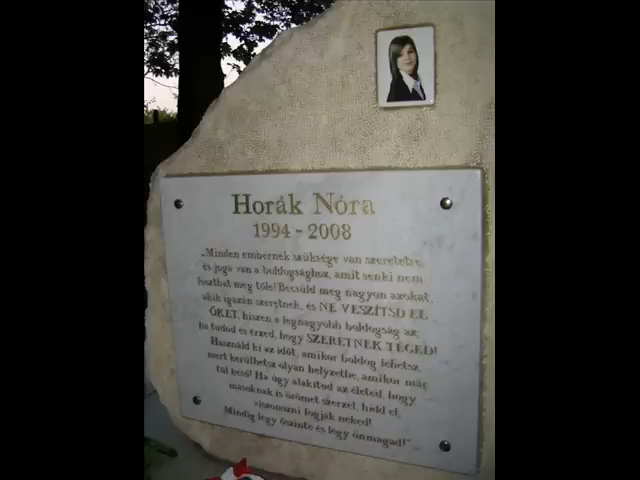 Horák Nóra
1994 - 2008
„Minden embernek szüksége van szeretetre,
és joga van a boldogsághoz, amit senki nem
foszthat meg tőle! Becsüld meg nagyon azokat,
akik igazán szeretnek, és NE VESZÍTSD EL
ŐKET, hiszen a legnagyobb boldogság az,
ha tudod és érzed, hogy SZERETNEK TÉGED!
Használd ki az időt, amikor boldog lehetsz,
mert kerülhetsz olyan helyzetbe, amikor már
túl késő! Ha úgy alakítod az életed, hogy
másoknak is örömet szerzel, hidd el,
viszonozni fogják neked!
Mindig légy őszinte és légy önmagad!”